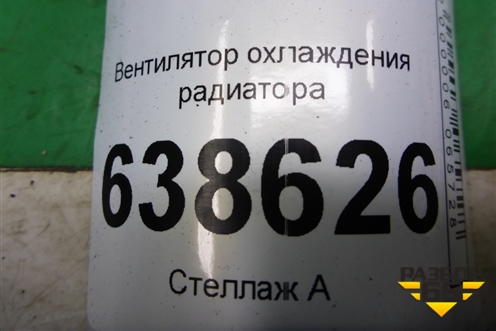 Вентилятор охлаждения
радиатора
638626
Стеллаж А